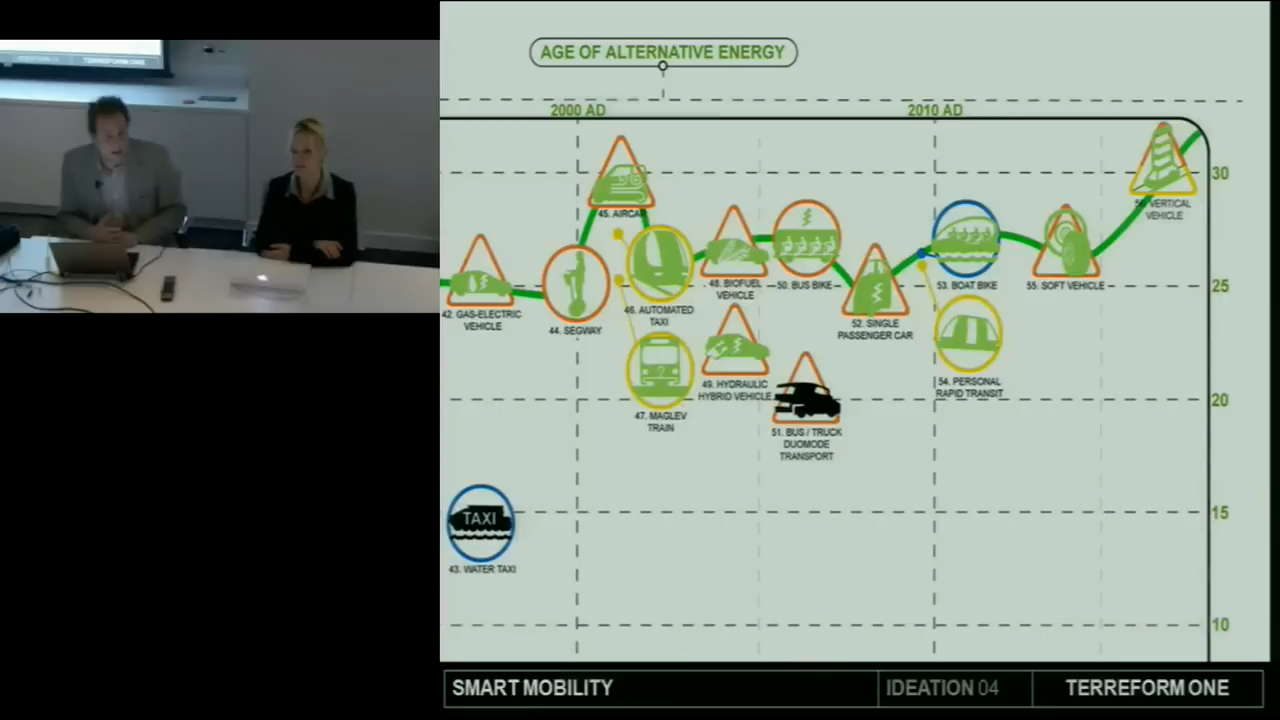 AGE OF ALTERNATIVE ENERGY
2000 AD
2010 AD
30
25
20
15
10
45. AIRCAR
56. VERTICAL
VEHICLE
42. GAS-ELECTRIC
VEHICLE
44. SEGWAY
46. AUTOMATED
TAXI
48. BIOFUEL
VEHICLE
50. BUS BIKE
52. SINGLE
PASSENGER CAR
53. BOAT BIKE
55. SOFT VEHICLE
47. MAGLEV
TRAIN
49. HYDRAULIC
HYBRID VEHICLE
51. BUS / TRUCK
DUOMODE
TRANSPORT
54. PERSONAL
RAPID TRANSIT
TAXI
43. WATER TAXI
SMART MOBILITY
IDEATION 04
TERREFORM ONE
TERREFORM ONE